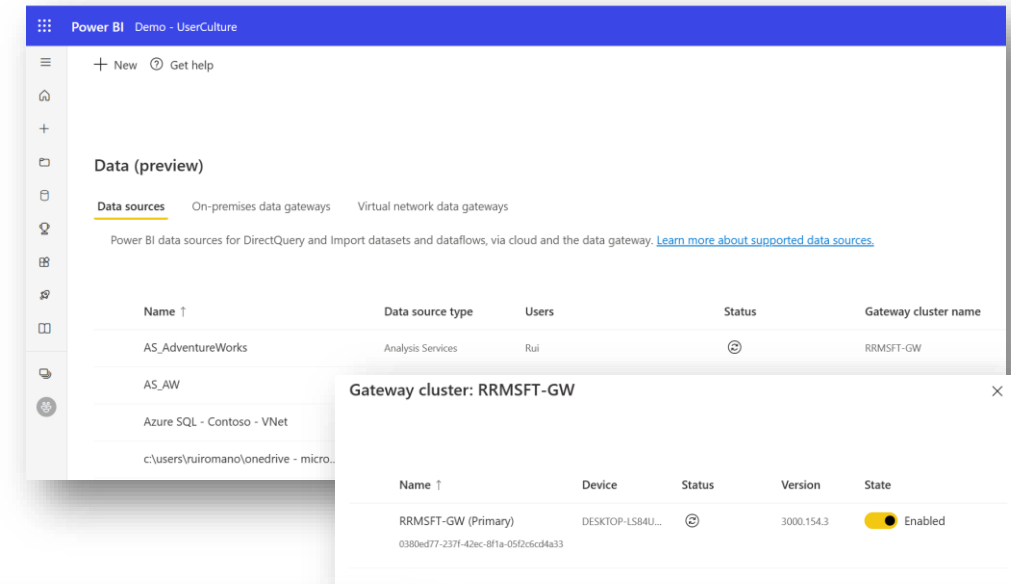 Power BI Demo - UserCulture
New Get help
Data (preview)
Data sources On-premises data gateways Virtual network data gateways
Power BI data sources for DirectQuery and Import datasets and dataflows, via cloud and the data gateway. Learn more about supported data sources.
Name ↑ Data source type Users Status Gateway cluster name
AS_AdventureWorks Analysis Services Rui RRMSFT-GW
AS_AW
Azure SQL - Contoso - VNet
c:\users\ruiromano\onedrive - micro...
Gateway cluster: RRMSFT-GW
Name ↑ Device Status Version State
RRMSFT-GW (Primary) DESKTOP-LS84U... 3000.154.3 Enabled
0380ed77-237f-42ec-8f1a-05f2c6cd4a33